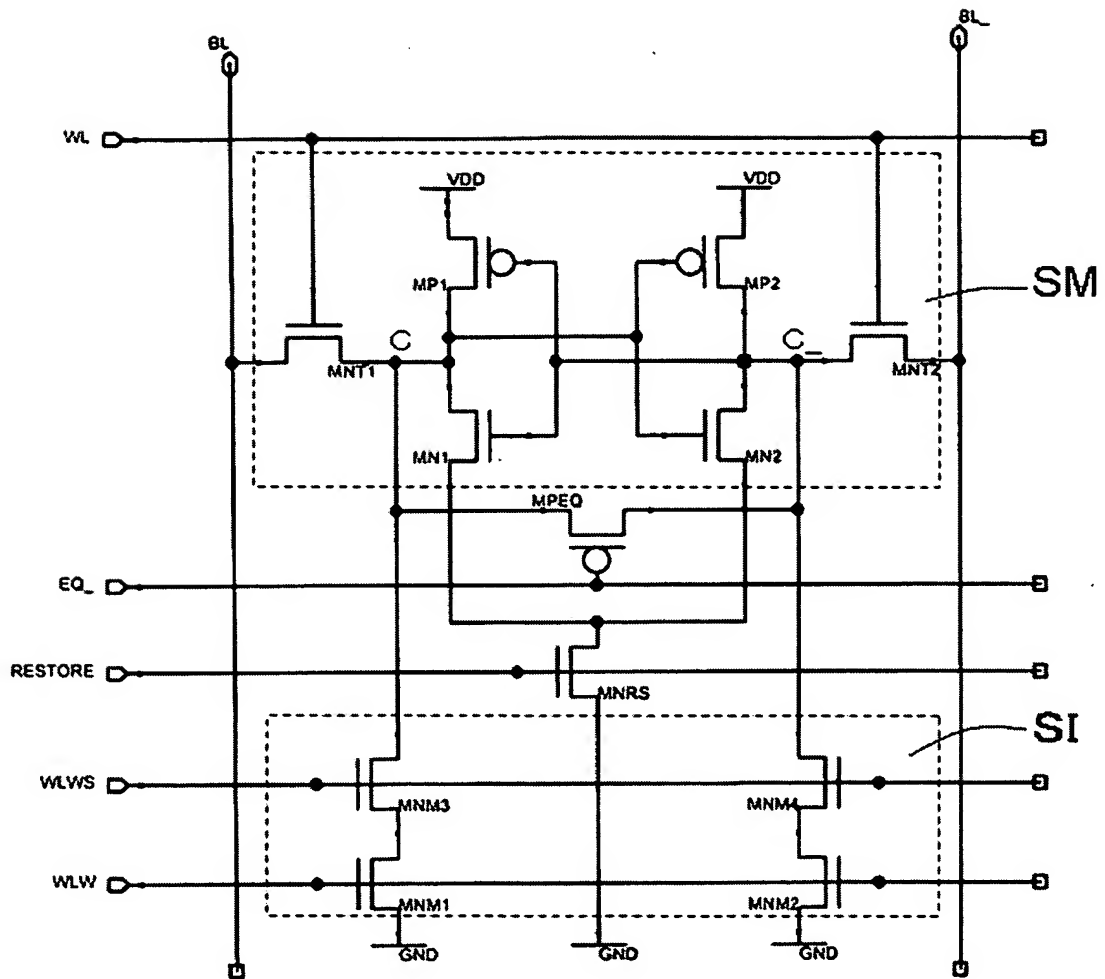 BL
BL_
WL
VDD
VDD
MP1
MP2
SM
C
C_
MNT1
MNT2
MN1
MN2
MPEQ
EQ_
RESTORE
MNRS
SI
WLWS
MNM3
MNM4
WLW
MNM1
MNM2
GND
GND
GND